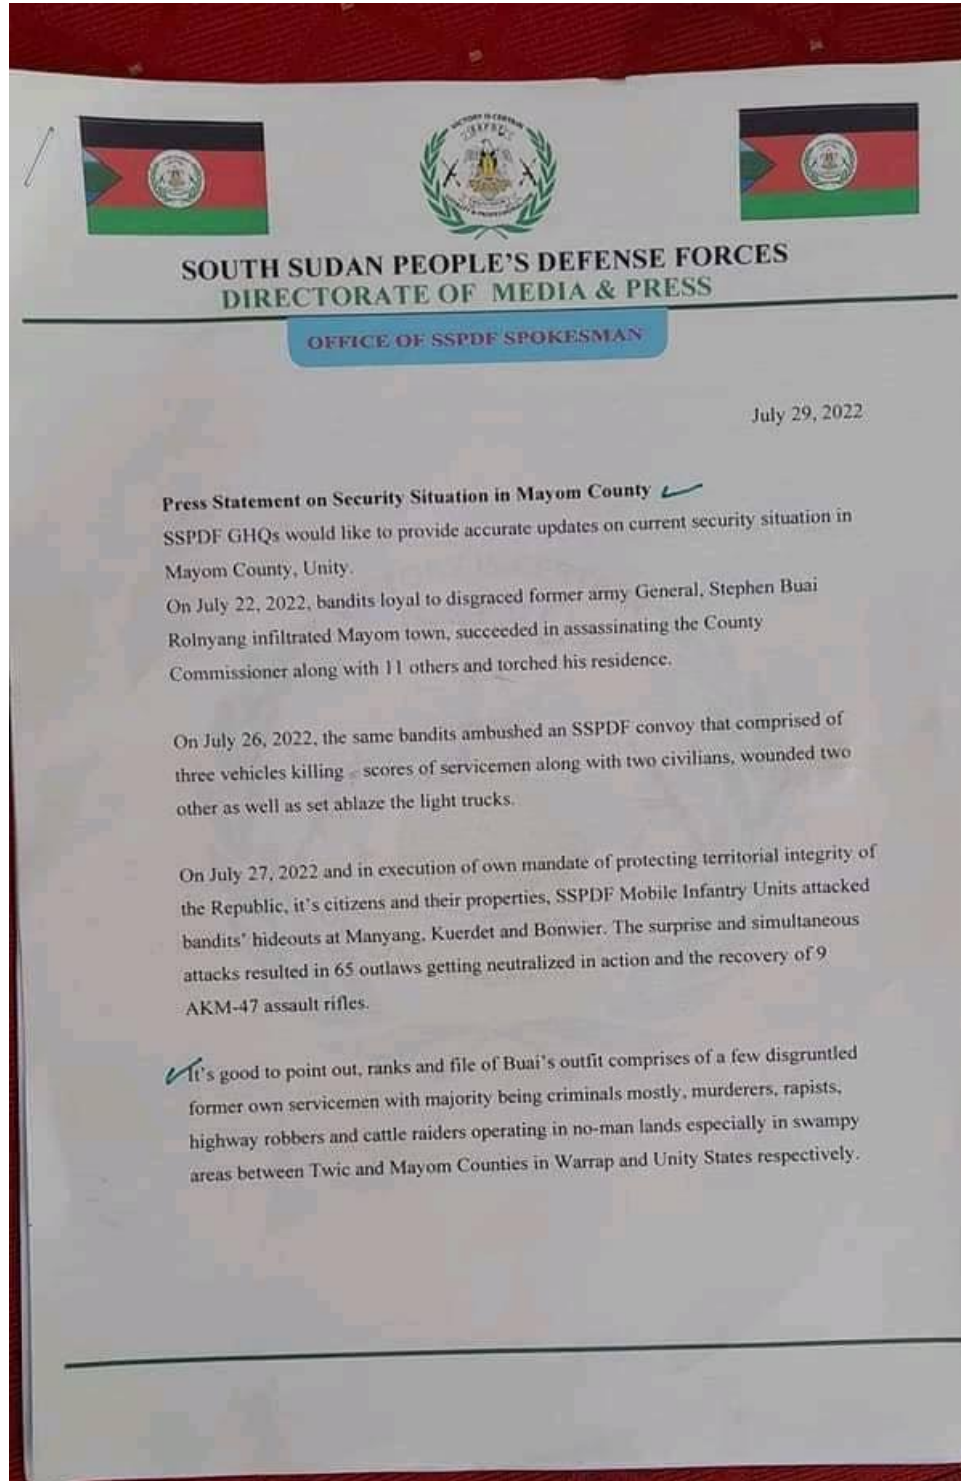 VICTORY IS CERTAIN
SOUTH SUDAN PEOPLE'S DEFENSE FORCES
DIRECTORATE OF MEDIA & PRESS
OFFICE OF SSPDF SPOKESMAN
July 29, 2022
Press Statement on Security Situation in Mayom County
SSPDF GHQs would like to provide accurate updates on current security situation in
Mayom County, Unity.
On July 22, 2022, bandits loyal to disgraced former army General, Stephen Buai
Rolnyang infiltrated Mayom town, succeeded in assassinating the County
Commissioner along with 11 others and torched his residence.
On July 26, 2022, the same bandits ambushed an SSPDF convoy that comprised of
three vehicles killing scores of servicemen along with two civilians, wounded two
other as well as set ablaze the light trucks.
On July 27, 2022 and in execution of own mandate of protecting territorial integrity of
the Republic, it's citizens and their properties, SSPDF Mobile Infantry Units attacked
bandits' hideouts at Manyang, Kuerdet and Bonwier. The surprise and simultaneous
attacks resulted in 65 outlaws getting neutralized in action and the recovery of 9
AKM-47 assault rifles.
It's good to point out, ranks and file of Buai's outfit comprises of a few disgruntled
former own servicemen with majority being criminals mostly, murderers, rapists,
highway robbers and cattle raiders operating in no-man lands especially in swampy
areas between Twic and Mayom Counties in Warrap and Unity States respectively.